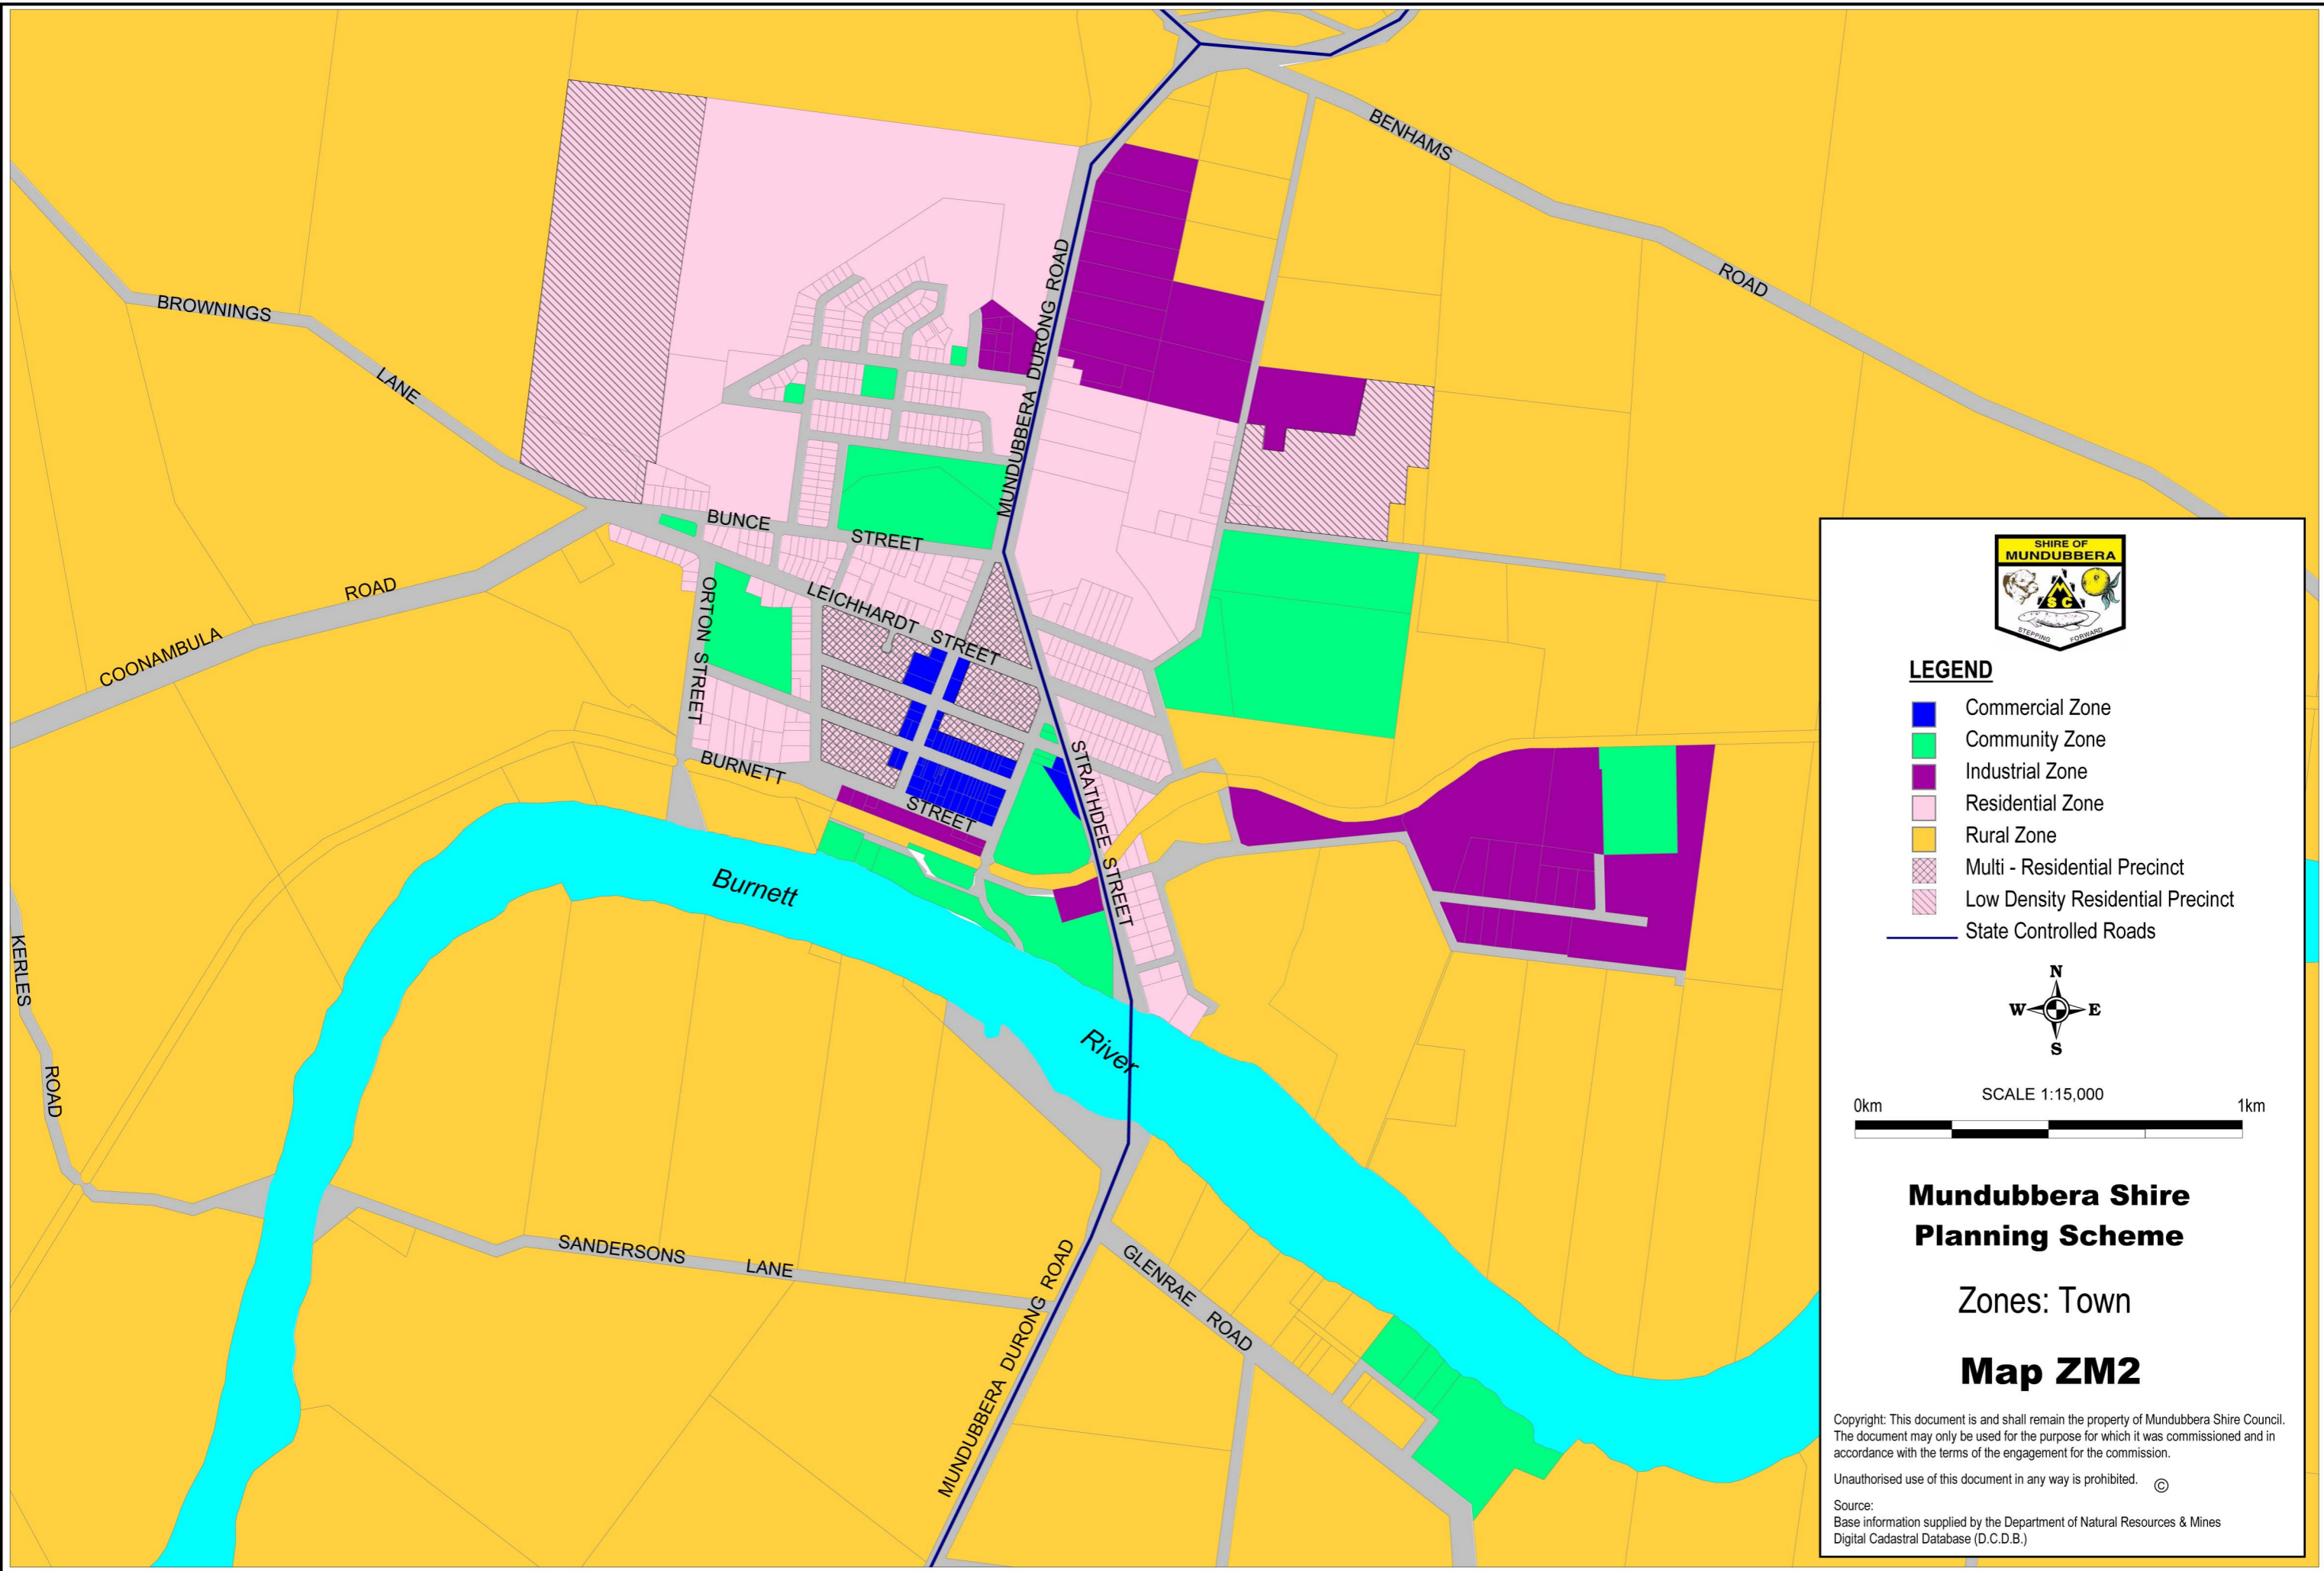 BENHAMS
ROAD
BROWNINGS
LANE
MUNDUBBERA DURONG ROAD
MUNDUBBERA
BUNCE
STREET
ROAD
COONAMBULA
ORTON STREET
LEICHHARDT STREET
BURNETT
STREET
STRATHDEE STREET
Burnett
River
KERLES
ROAD
SANDERSONS LANE
MUNDUBBERA DURONG ROAD
GLENRAE ROAD
SHIRE OF
MUNDUBBERA
M
S C
STEPPING FORWARD
LEGEND
Commercial Zone
Community Zone
Industrial Zone
Residential Zone
Rural Zone
Multi - Residential Precinct
Low Density Residential Precinct
State Controlled Roads
N
W E
S
SCALE 1:15,000
0km 1km
Mundubbera Shire
Planning Scheme
Zones: Town
Map ZM2
Copyright: This document is and shall remain the property of Mundubbera Shire Council.
The document may only be used for the purpose for which it was commissioned and in
accordance with the terms of the engagement for the commission.
Unauthorised use of this document in any way is prohibited. ©
Source:
Base information supplied by the Department of Natural Resources & Mines
Digital Cadastral Database (D.C.D.B.)